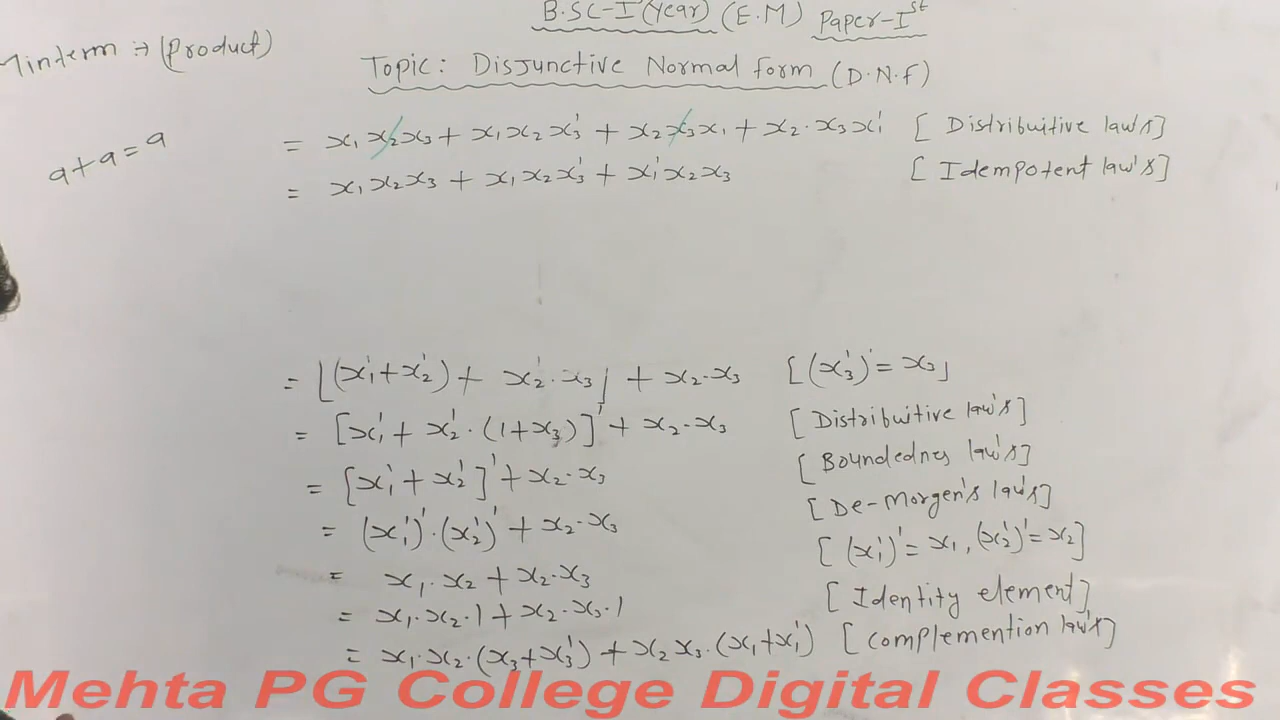 B.SC-I (Year) (E.M) Paper-I st
Minterm :→ (Product)
Topic: Disjunctive Normal form (D.N.F)
a+a=a
= x₁x₂x₃ + x₁x₂x₃' + x₂x₃x₁ + x₂.x₃x₁' [Distribuitive law's]
= x₁x₂x₃ + x₁x₂x₃' + x₁'x₂x₃ [Idempotent law's]
= [(x₁'+x₂') + x₂'.x₃]' + x₂.x₃ [(x₃')' = x₃]
= [x₁' + x₂'.(1+x₃)]' + x₂.x₃ [Distribuitive law's]
= [x₁' + x₂']' + x₂.x₃ [Boundednes law's]
= (x₁')'.(x₂')' + x₂.x₃ [De-Morgen's law's]
= x₁.x₂ + x₂.x₃ [(x₁')' = x₁, (x₂')' = x₂]
= x₁.x₂.1 + x₂.x₃.1 [Identity element]
= x₁.x₂.(x₃+x₃') + x₂x₃.(x₁+x₁') [complemention law's]
Mehta PG College Digital Classes